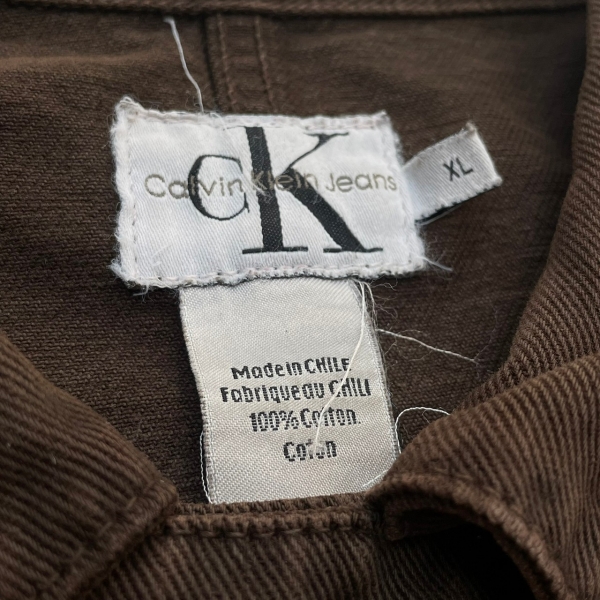 cK
Calvin Klein Jeans
XL
Made in CHILE
Fabrique au CHILI
100% Cotton.
Coton